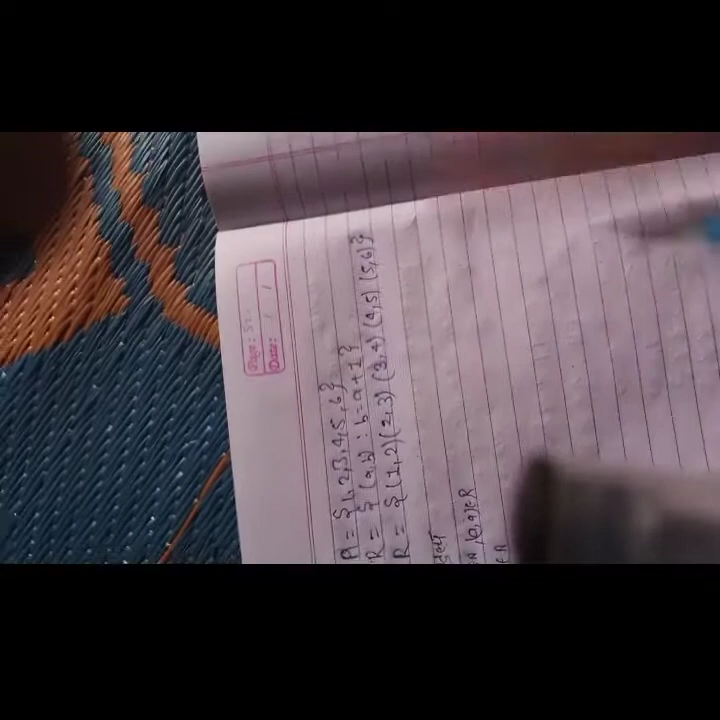 Page:
Date: / /
A = { 1, 2, 3, 4, 5, 6 }
R = { (a, b) : b = a + 1 }
R = { (1, 2) (2, 3) (3, 4) (4, 5) (5, 6) }
(a, a) ∈ R
∈ A